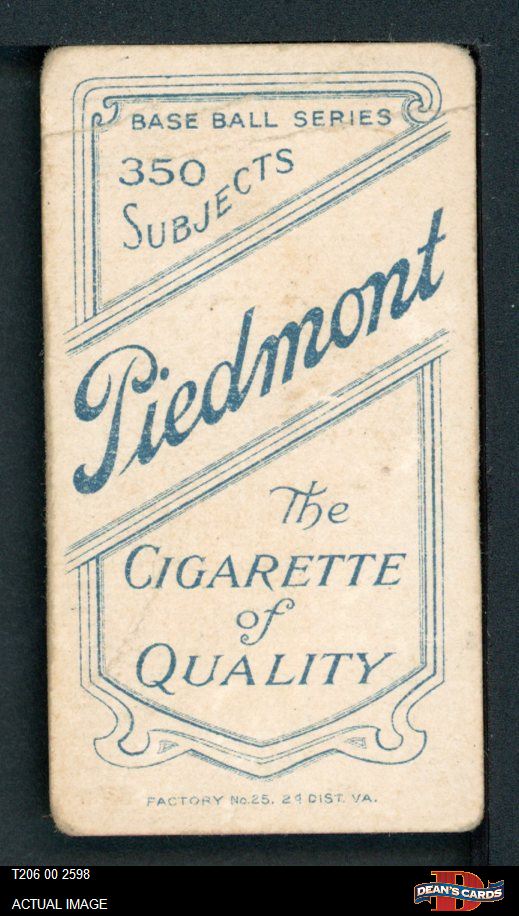 BASE BALL SERIES
350
SUBJECTS
Piedmont
The
CIGARETTE
of
QUALITY
FACTORY No.25. 2d DIST. VA.
T206 00 2598
ACTUAL IMAGE
DEAN'S CARDS